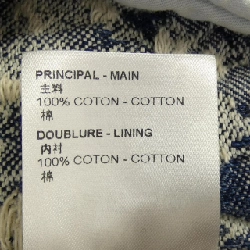 PRINCIPAL - MAIN
主料
100% COTON - COTTON
棉
DOUBLURE - LINING
内衬
100% COTON - COTTON
棉